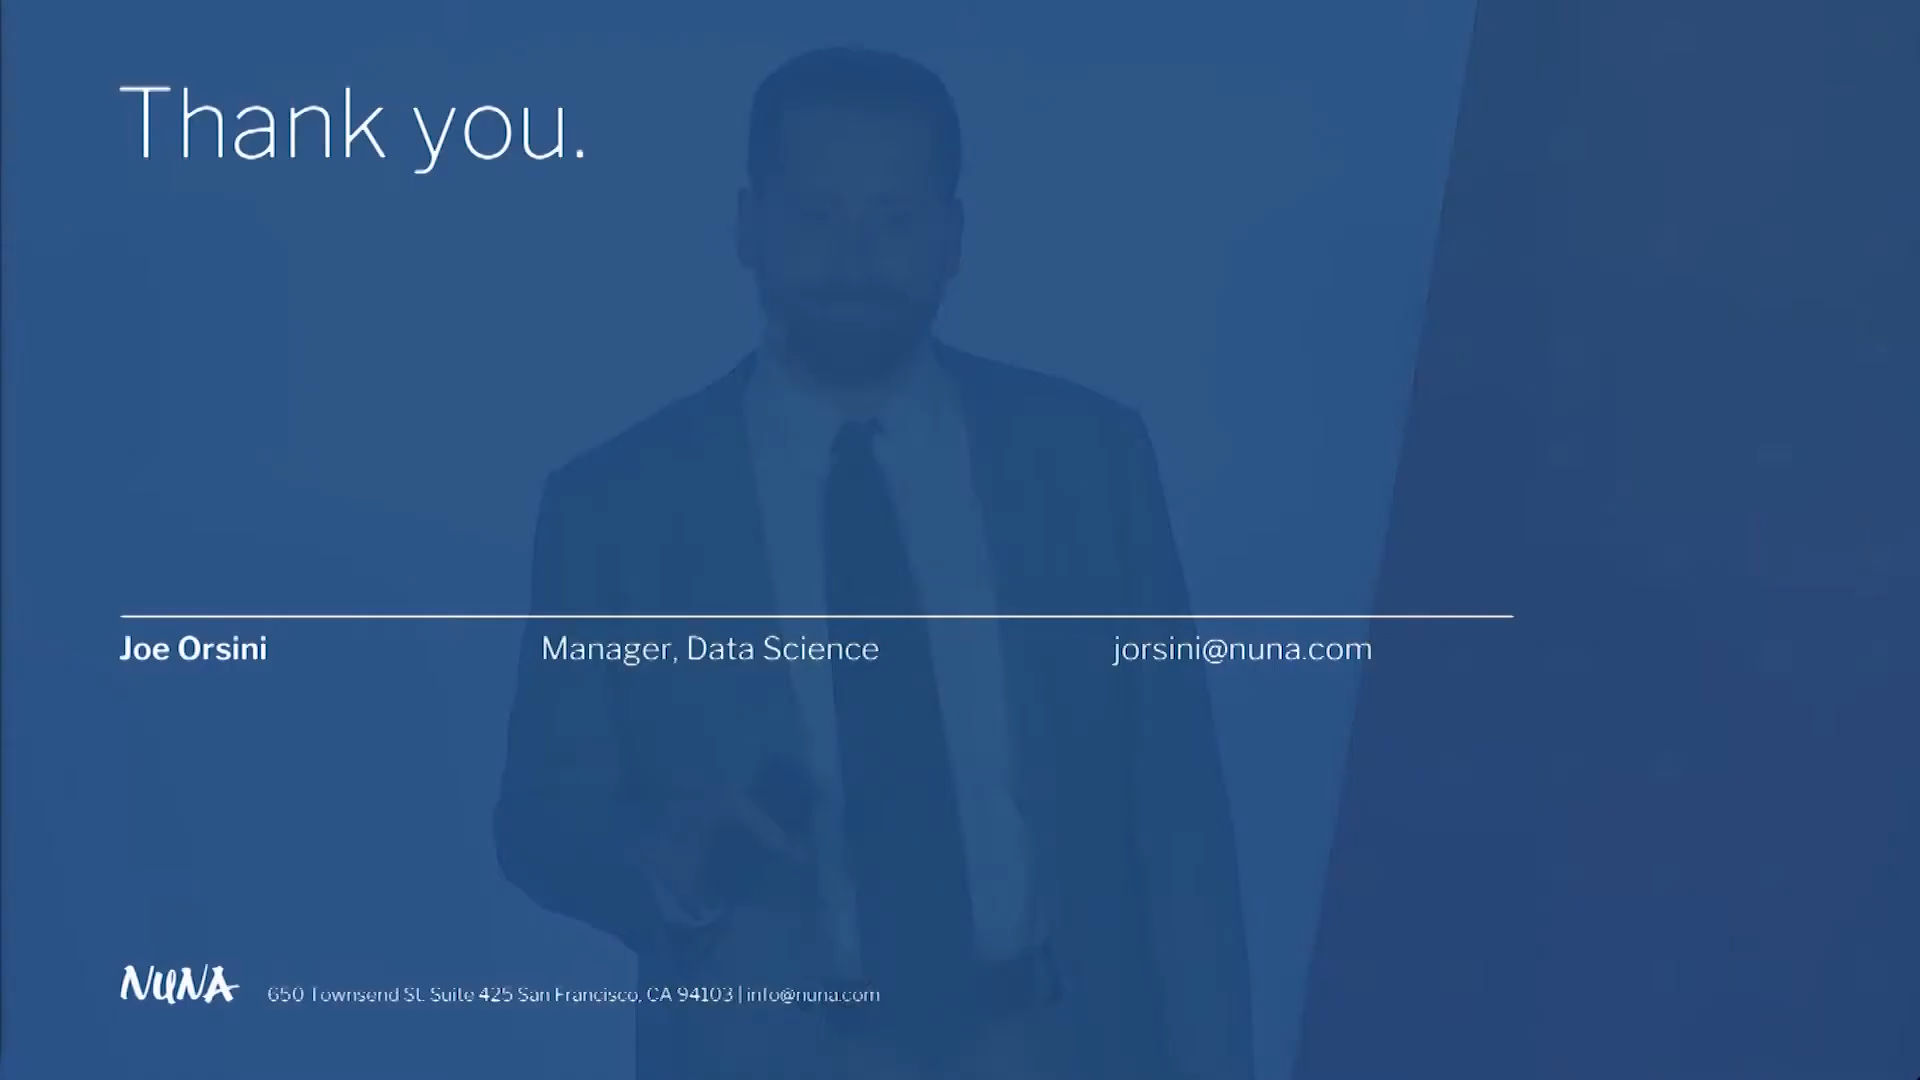 Thank you.
Joe Orsini Manager, Data Science jorsini@nuna.com
NUNA 650 Townsend St. Suite 425 San Francisco, CA 94103 | info@nuna.com